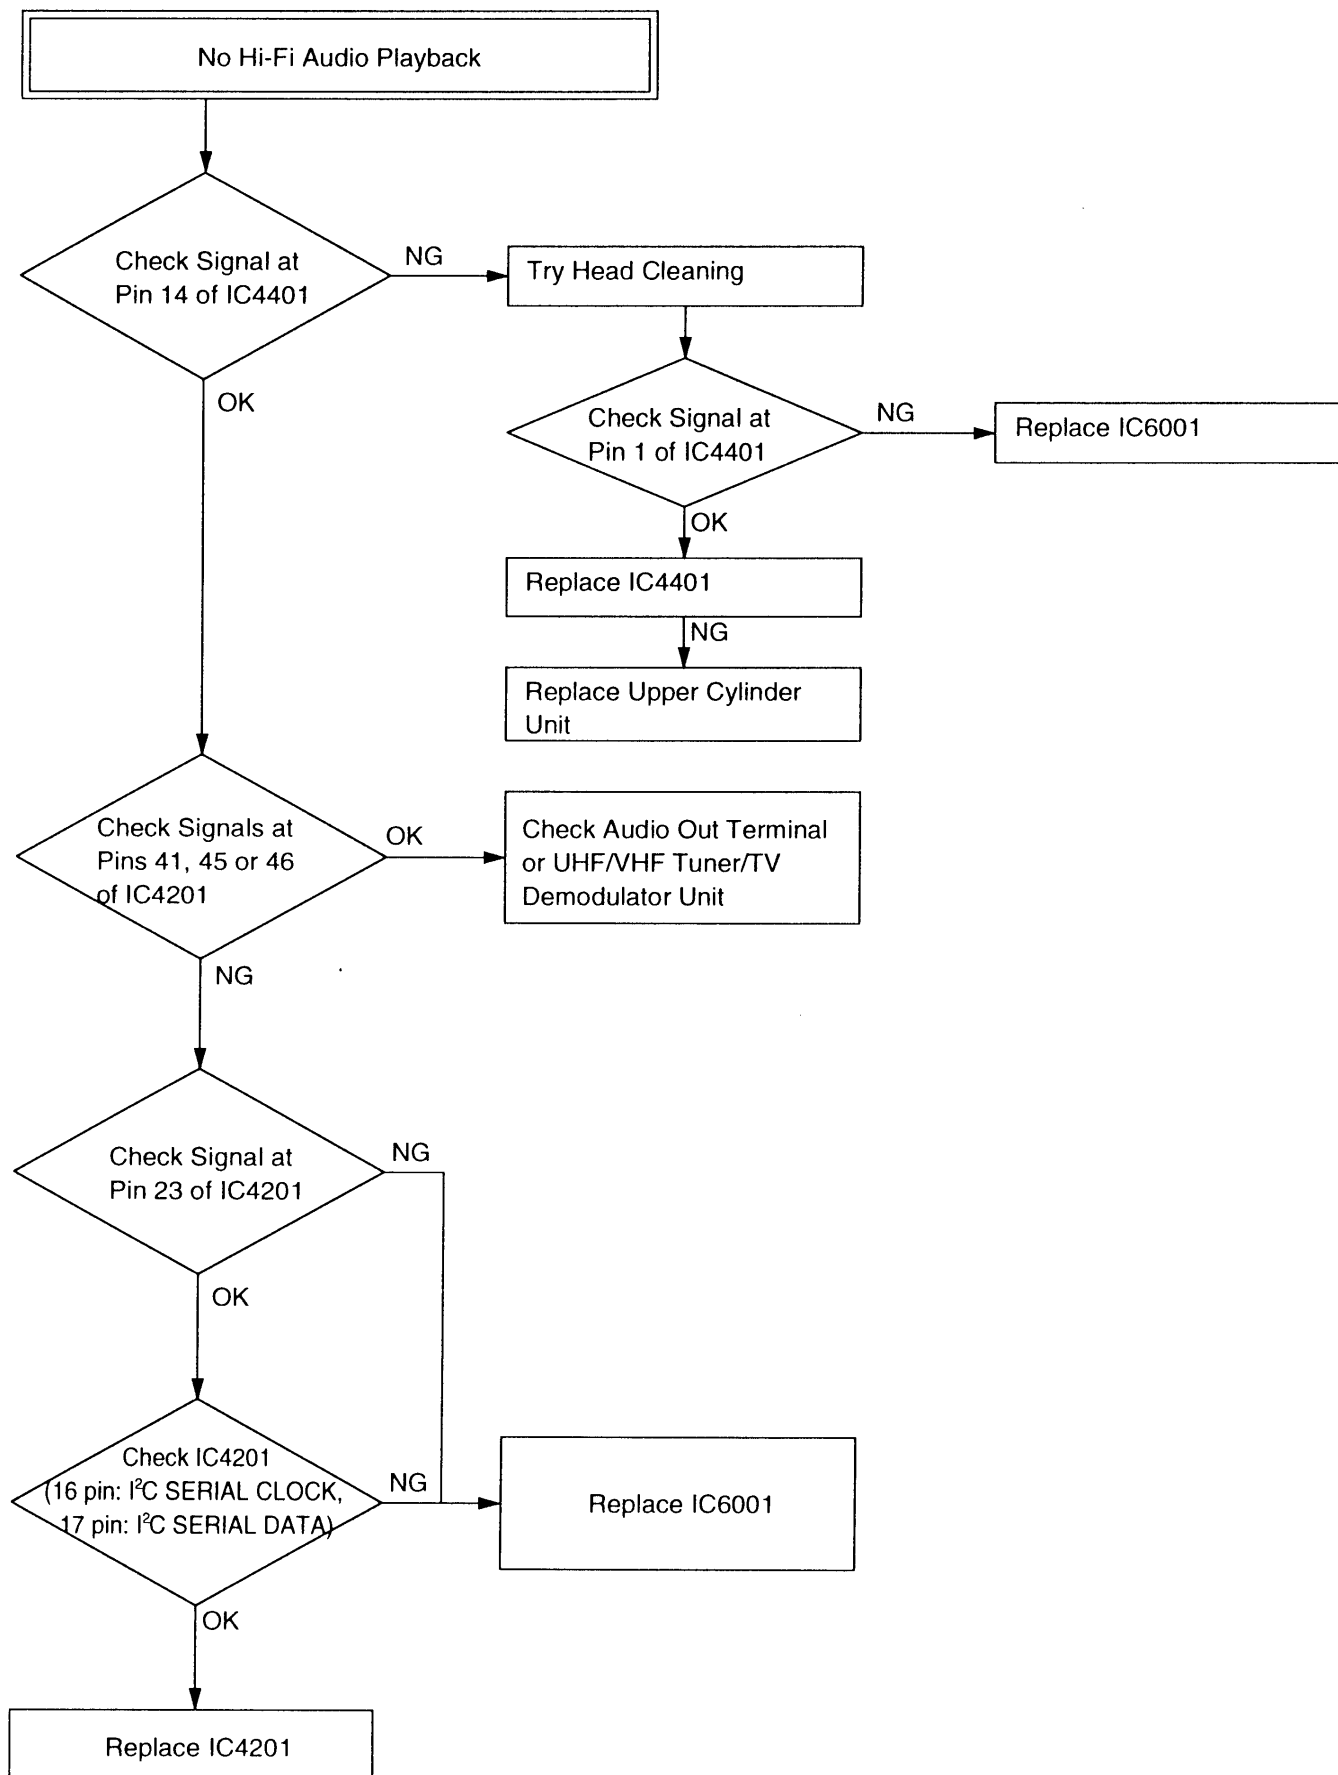 No Hi-Fi Audio Playback
Check Signal at
Pin 14 of IC4401
NG
Try Head Cleaning
OK
Check Signal at
Pin 1 of IC4401
NG
Replace IC6001
OK
Replace IC4401
NG
Replace Upper Cylinder
Unit
Check Signals at
Pins 41, 45 or 46
of IC4201
OK
Check Audio Out Terminal
or UHF/VHF Tuner/TV
Demodulator Unit
NG
Check Signal at
Pin 23 of IC4201
NG
OK
Check IC4201
(16 pin: I²C SERIAL CLOCK,
17 pin: I²C SERIAL DATA)
NG
Replace IC6001
OK
Replace IC4201